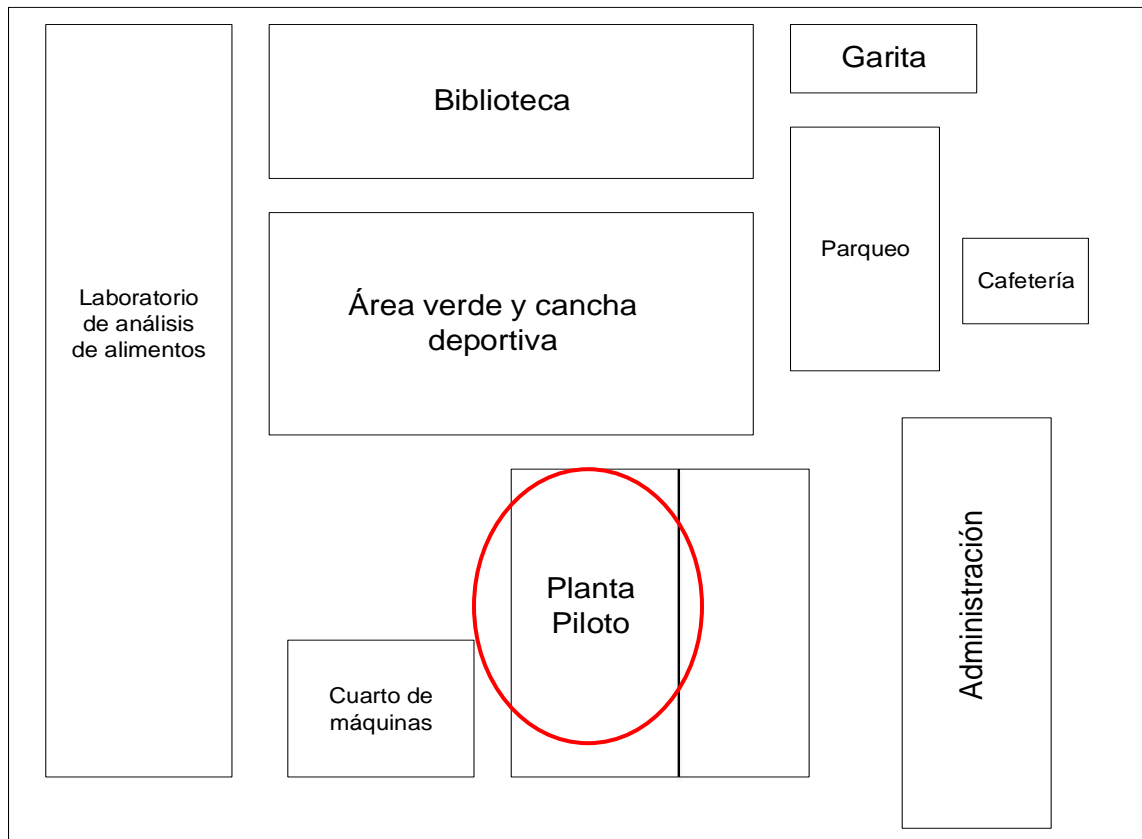 Biblioteca
Garita
Parqueo
Cafetería
Laboratorio
de análisis
de alimentos
Área verde y cancha
deportiva
Planta
Piloto
Cuarto de
máquinas
Administración